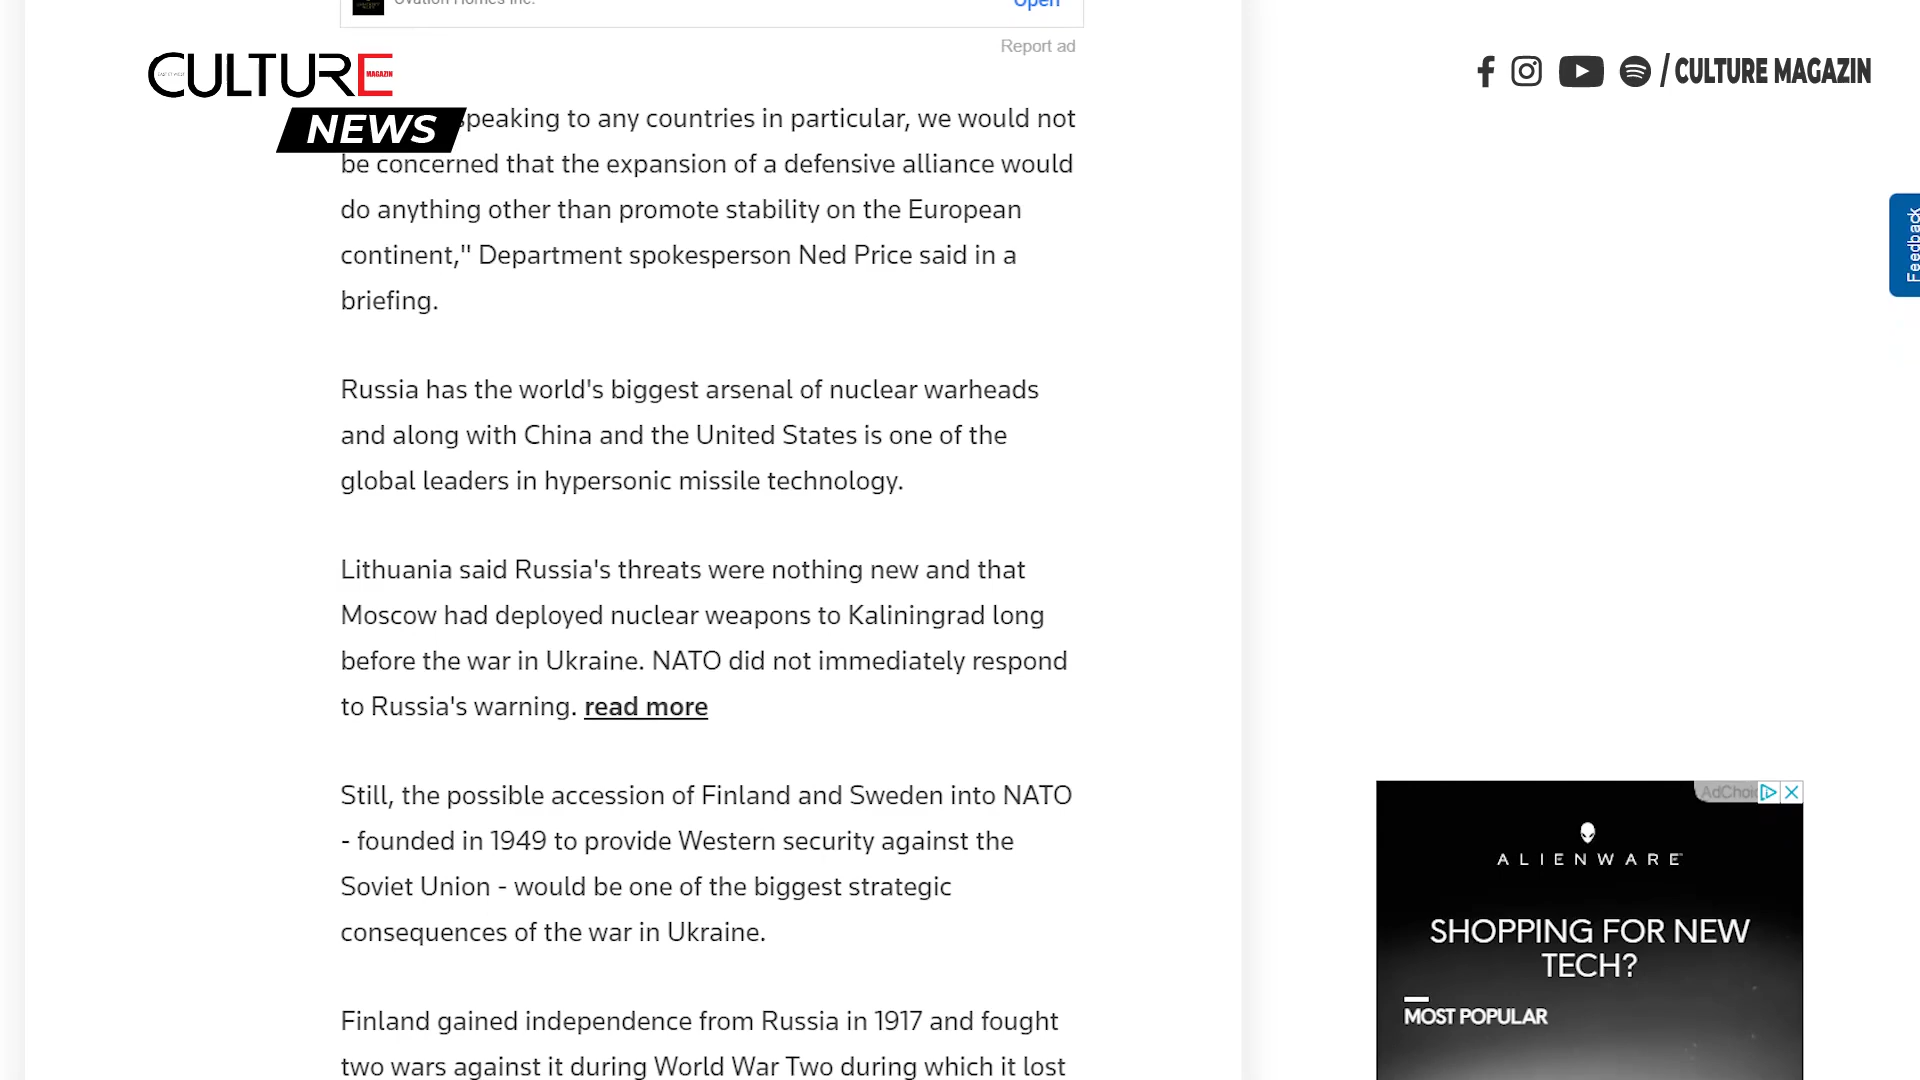 Ovation Homes Inc.
Open
Report ad
CULTURE
MAGAZIN
NEWS
/ CULTURE MAGAZIN
speaking to any countries in particular, we would not
be concerned that the expansion of a defensive alliance would
do anything other than promote stability on the European
continent," Department spokesperson Ned Price said in a
briefing.
Russia has the world's biggest arsenal of nuclear warheads
and along with China and the United States is one of the
global leaders in hypersonic missile technology.
Lithuania said Russia's threats were nothing new and that
Moscow had deployed nuclear weapons to Kaliningrad long
before the war in Ukraine. NATO did not immediately respond
to Russia's warning. read more
Still, the possible accession of Finland and Sweden into NATO
- founded in 1949 to provide Western security against the
Soviet Union - would be one of the biggest strategic
consequences of the war in Ukraine.
Finland gained independence from Russia in 1917 and fought
two wars against it during World War Two during which it lost
Feedback
AdChoi
ALIENWARE
SHOPPING FOR NEW
TECH?
MOST POPULAR